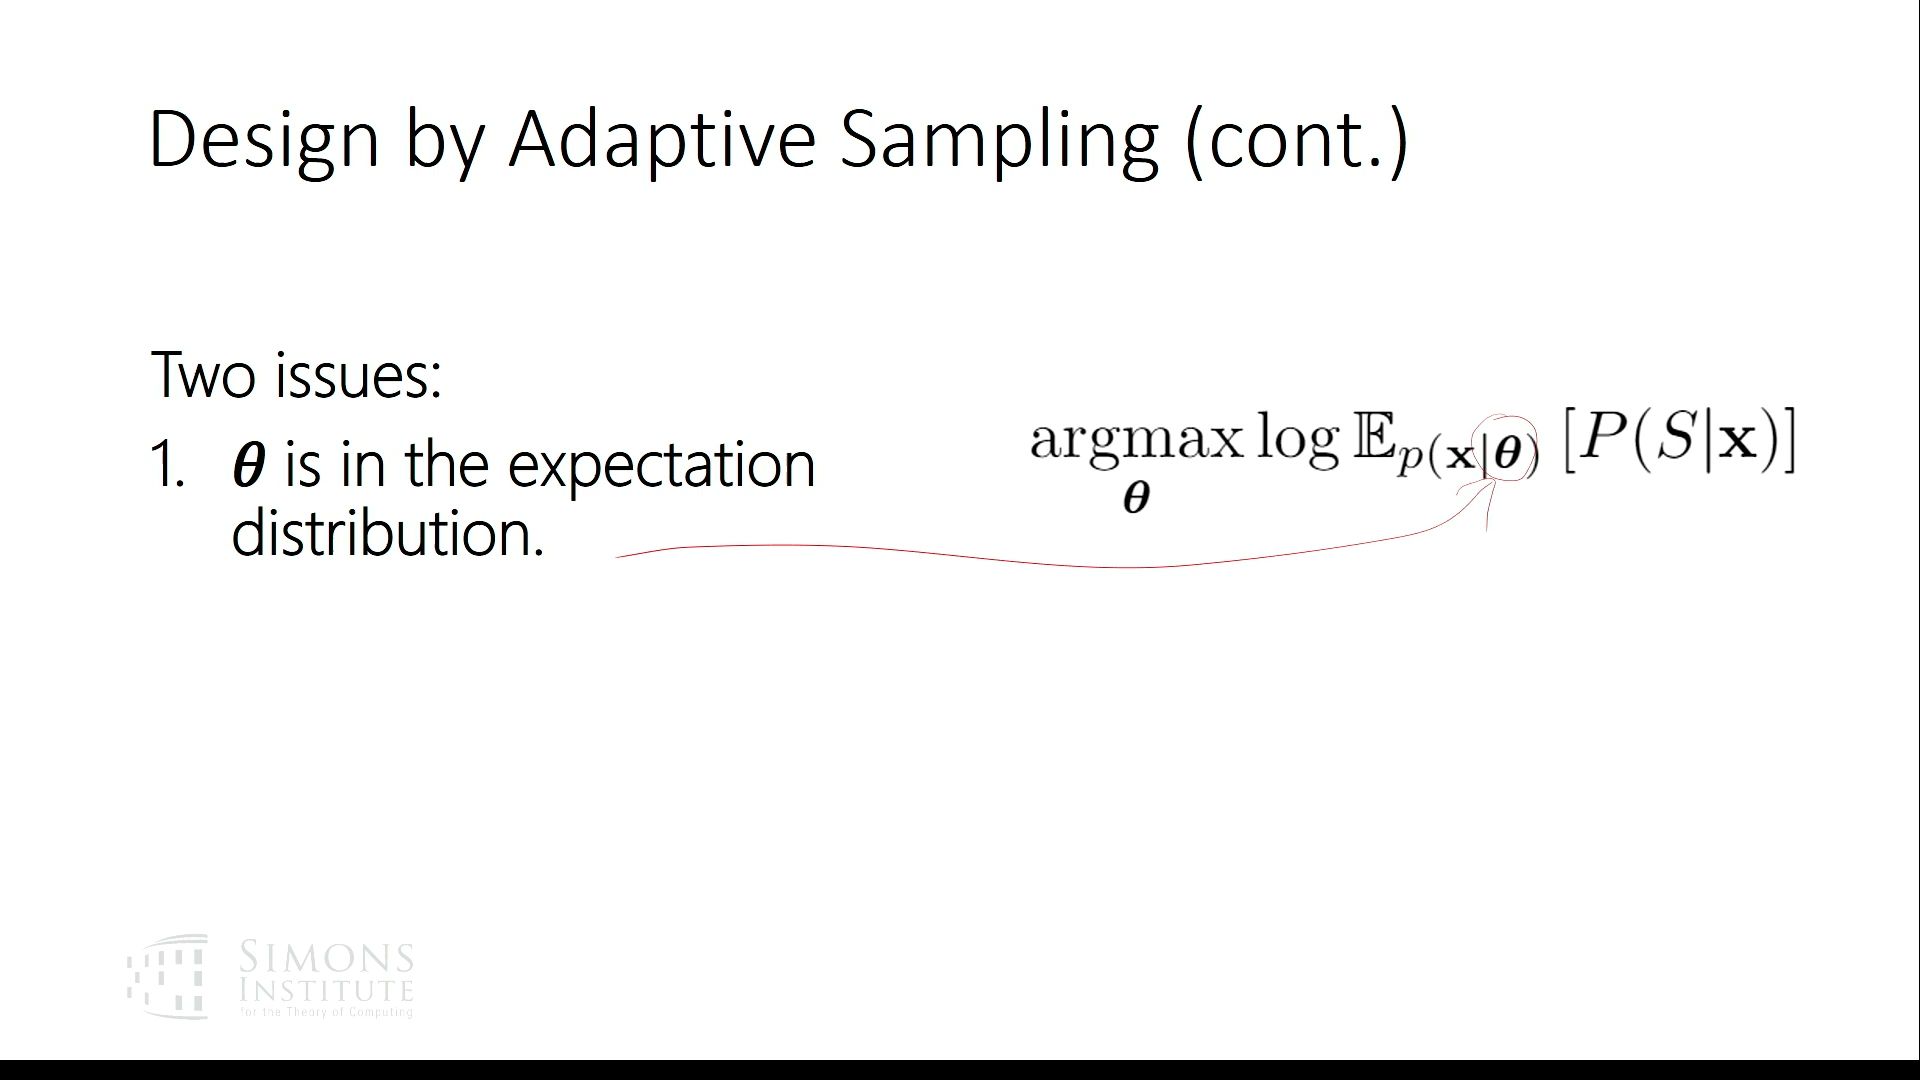 Design by Adaptive Sampling (cont.)
Two issues:
1. θ is in the expectation
distribution.
argmax log 𝔼_{p(x|θ)} [P(S|x)]
θ
SIMONS
INSTITUTE
for the Theory of Computing